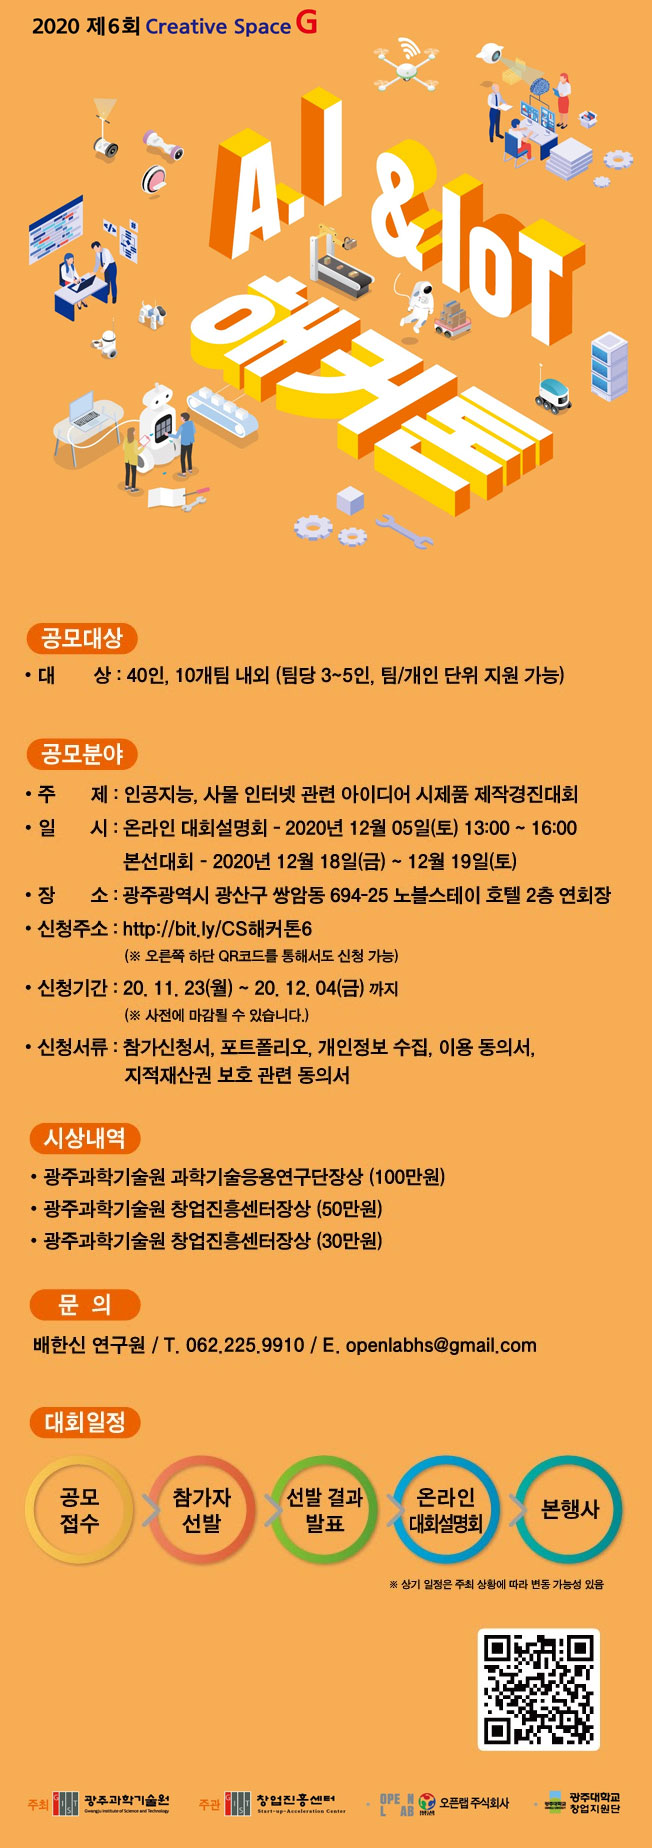 2020 제6회 Creative Space G
A.I & IoT
해커톤
공모대상
• 대 상 : 40인, 10개팀 내외 (팀당 3~5인, 팀/개인 단위 지원 가능)
공모분야
• 주 제 : 인공지능, 사물 인터넷 관련 아이디어 시제품 제작경진대회
• 일 시 : 온라인 대회설명회 - 2020년 12월 05일(토) 13:00 ~ 16:00
본선대회 - 2020년 12월 18일(금) ~ 12월 19일(토)
• 장 소 : 광주광역시 광산구 쌍암동 694-25 노블스테이 호텔 2층 연회장
• 신청주소 : http://bit.ly/CS해커톤6
(※ 오른쪽 하단 QR코드를 통해서도 신청 가능)
• 신청기간 : 20. 11. 23(월) ~ 20. 12. 04(금) 까지
(※ 사전에 마감될 수 있습니다.)
• 신청서류 : 참가신청서, 포트폴리오, 개인정보 수집, 이용 동의서,
지적재산권 보호 관련 동의서
시상내역
• 광주과학기술원 과학기술응용연구단장상 (100만원)
• 광주과학기술원 창업진흥센터장상 (50만원)
• 광주과학기술원 창업진흥센터장상 (30만원)
문 의
배한신 연구원 / T. 062.225.9910 / E. openlabhs@gmail.com
대회일정
공모
접수
참가자
선발
선발 결과
발표
온라인
대회설명회
본행사
※ 상기 일정은 주최 상황에 따라 변동 가능성 있음
주최 GIST 광주과학기술원
Gwangju Institute of Science and Technology
주관 GIST 창업진흥센터
Start-up-Acceleration Center
OPEN LAB 오픈랩 주식회사
광주대학교
창업지원단